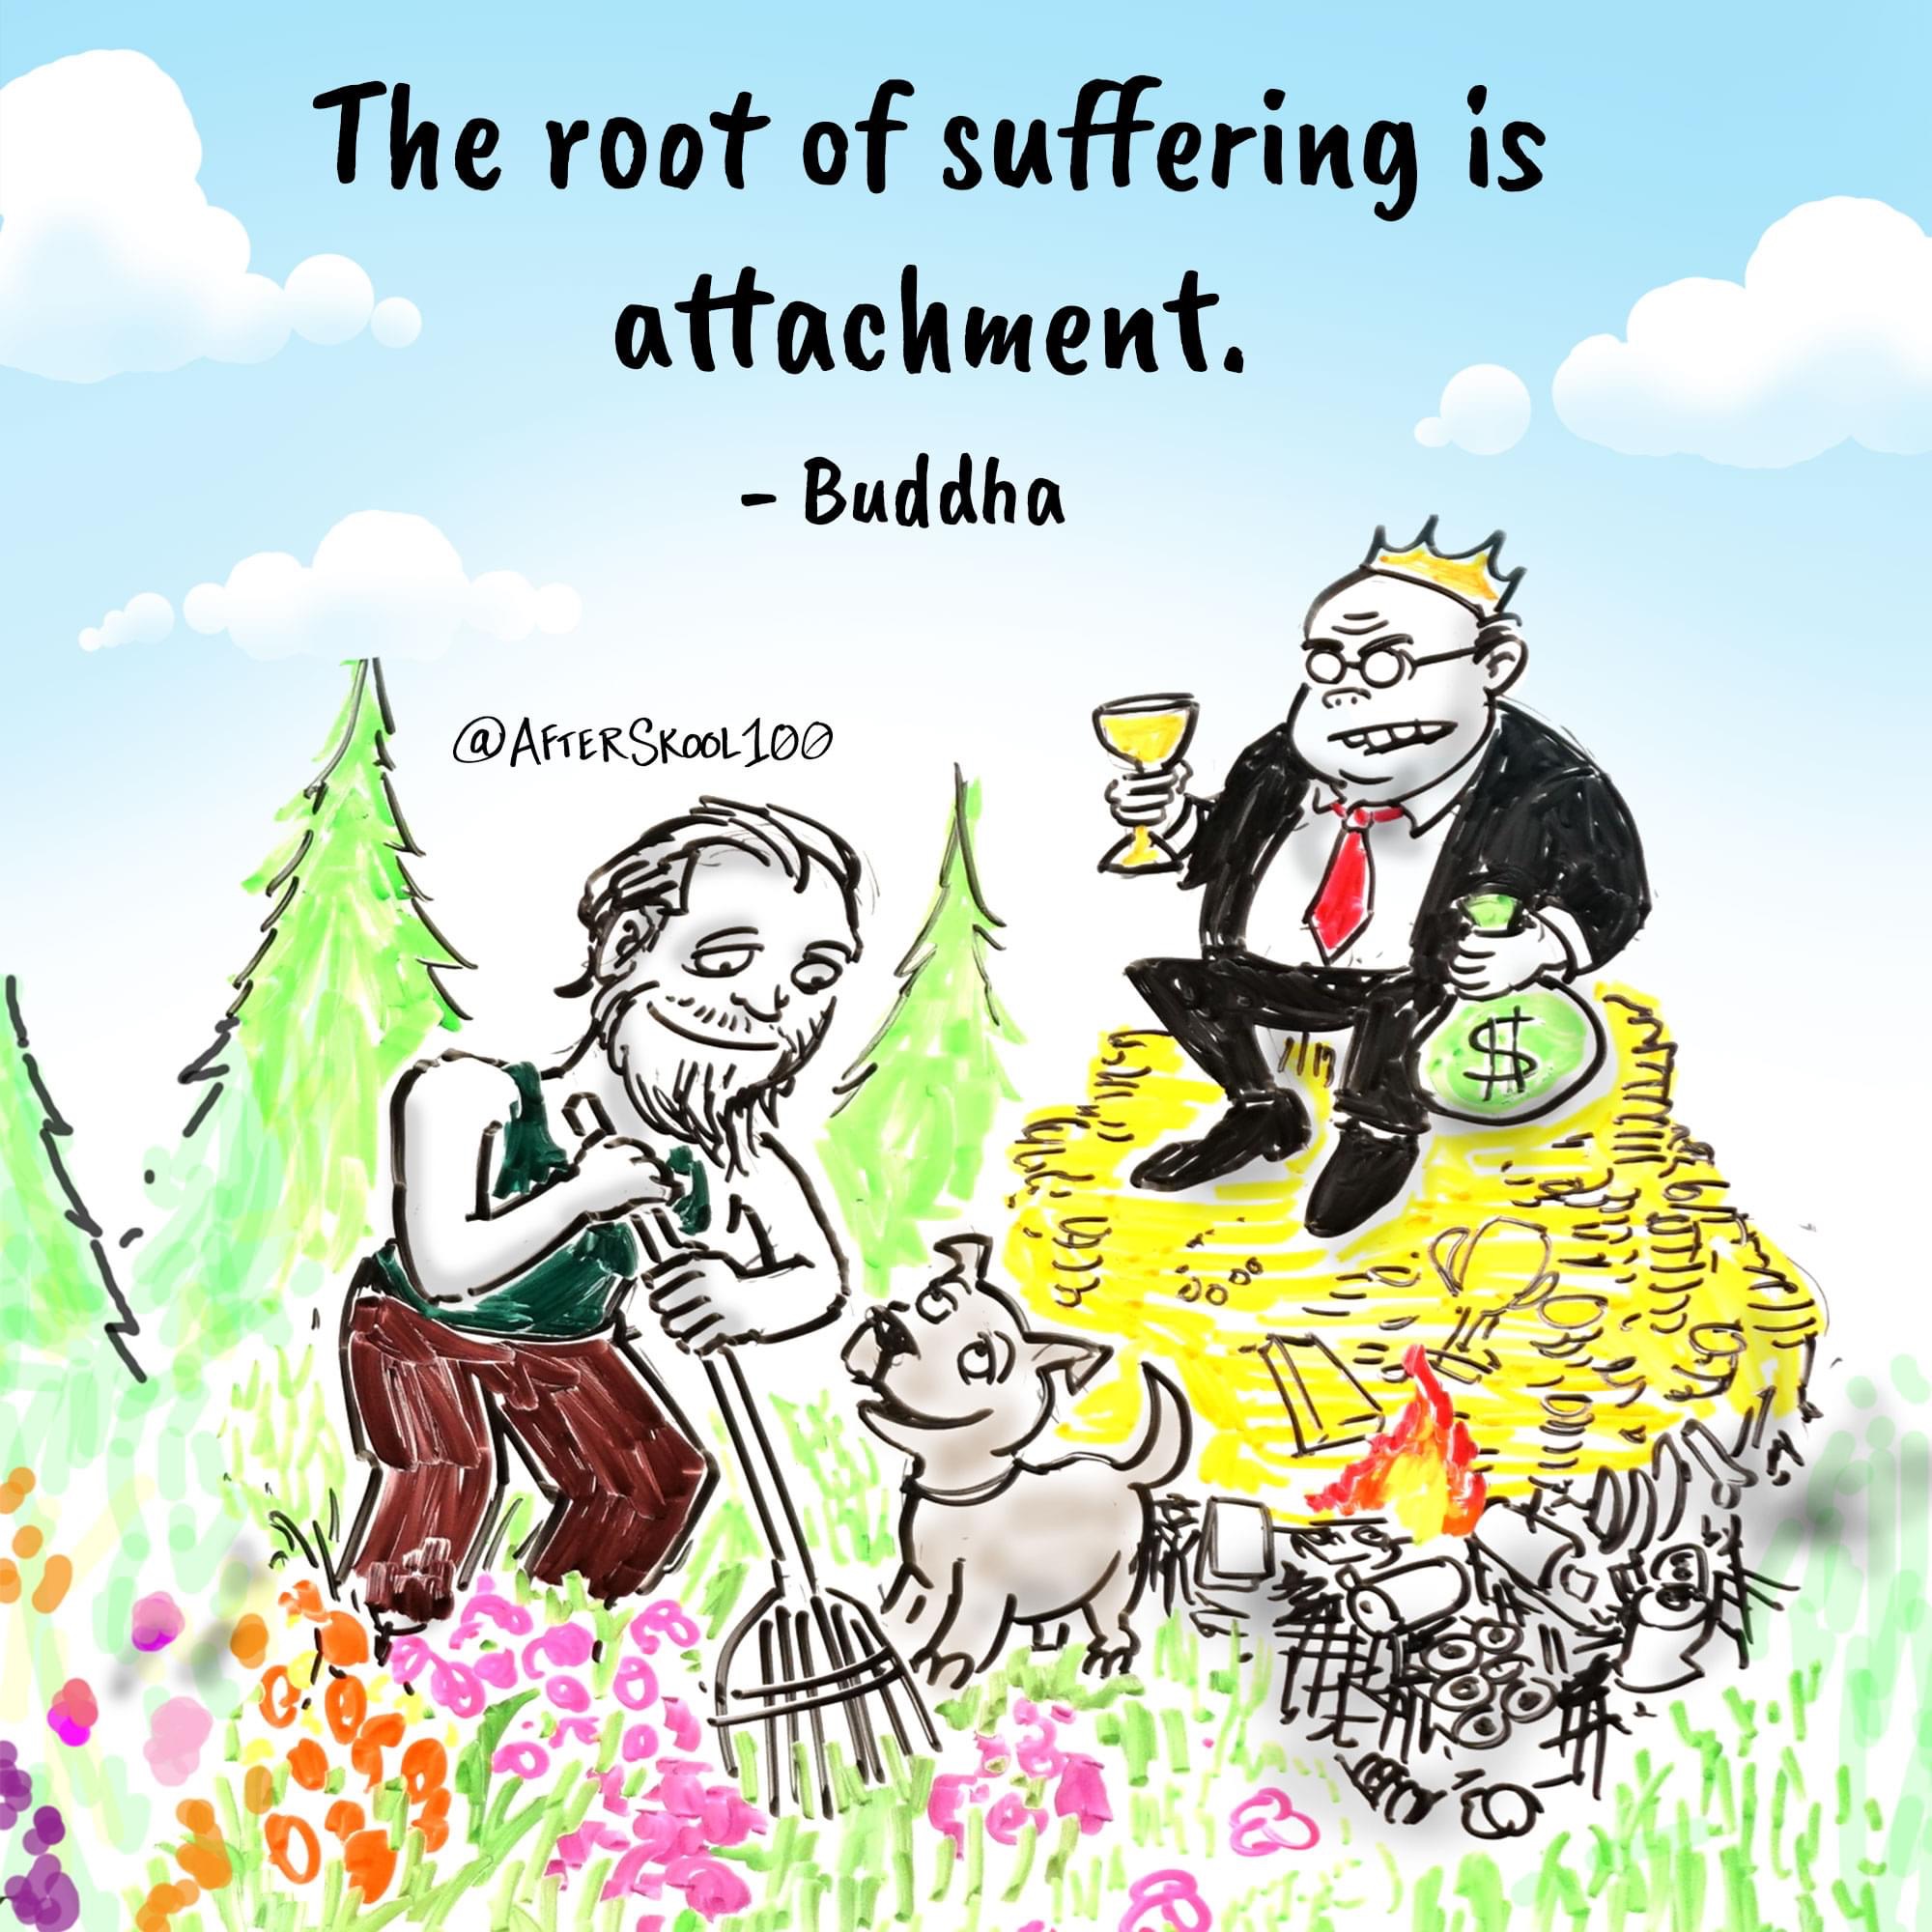 The root of suffering is
attachment.
- Buddha
@AFTERSKOOL100
$